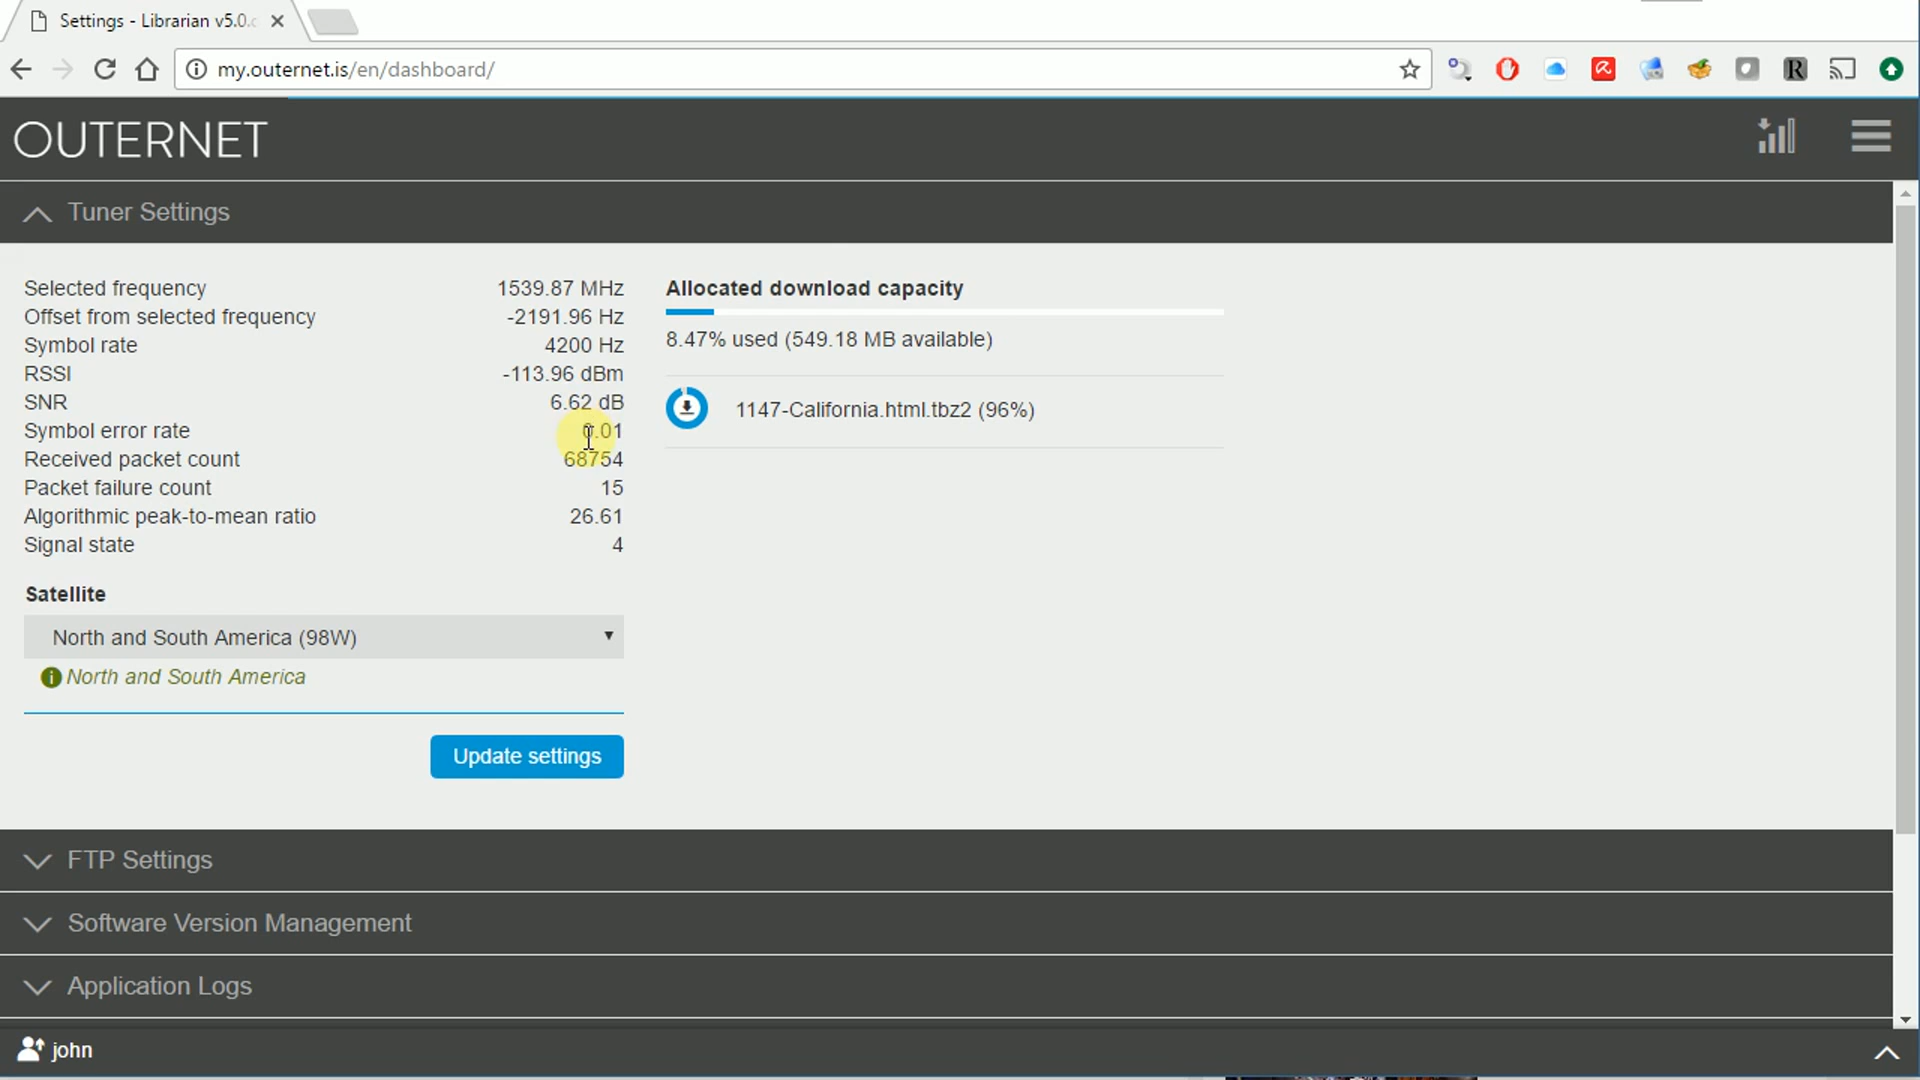 Settings - Librarian v5.0.
my.outernet.is/en/dashboard/
OUTERNET
Tuner Settings
Selected frequency 1539.87 MHz
Offset from selected frequency -2191.96 Hz
Symbol rate 4200 Hz
RSSI -113.96 dBm
SNR 6.62 dB
Symbol error rate 0.01
Received packet count 68754
Packet failure count 15
Algorithmic peak-to-mean ratio 26.61
Signal state 4
Allocated download capacity
8.47% used (549.18 MB available)
1147-California.html.tbz2 (96%)
Satellite
North and South America (98W)
North and South America
Update settings
FTP Settings
Software Version Management
Application Logs
john